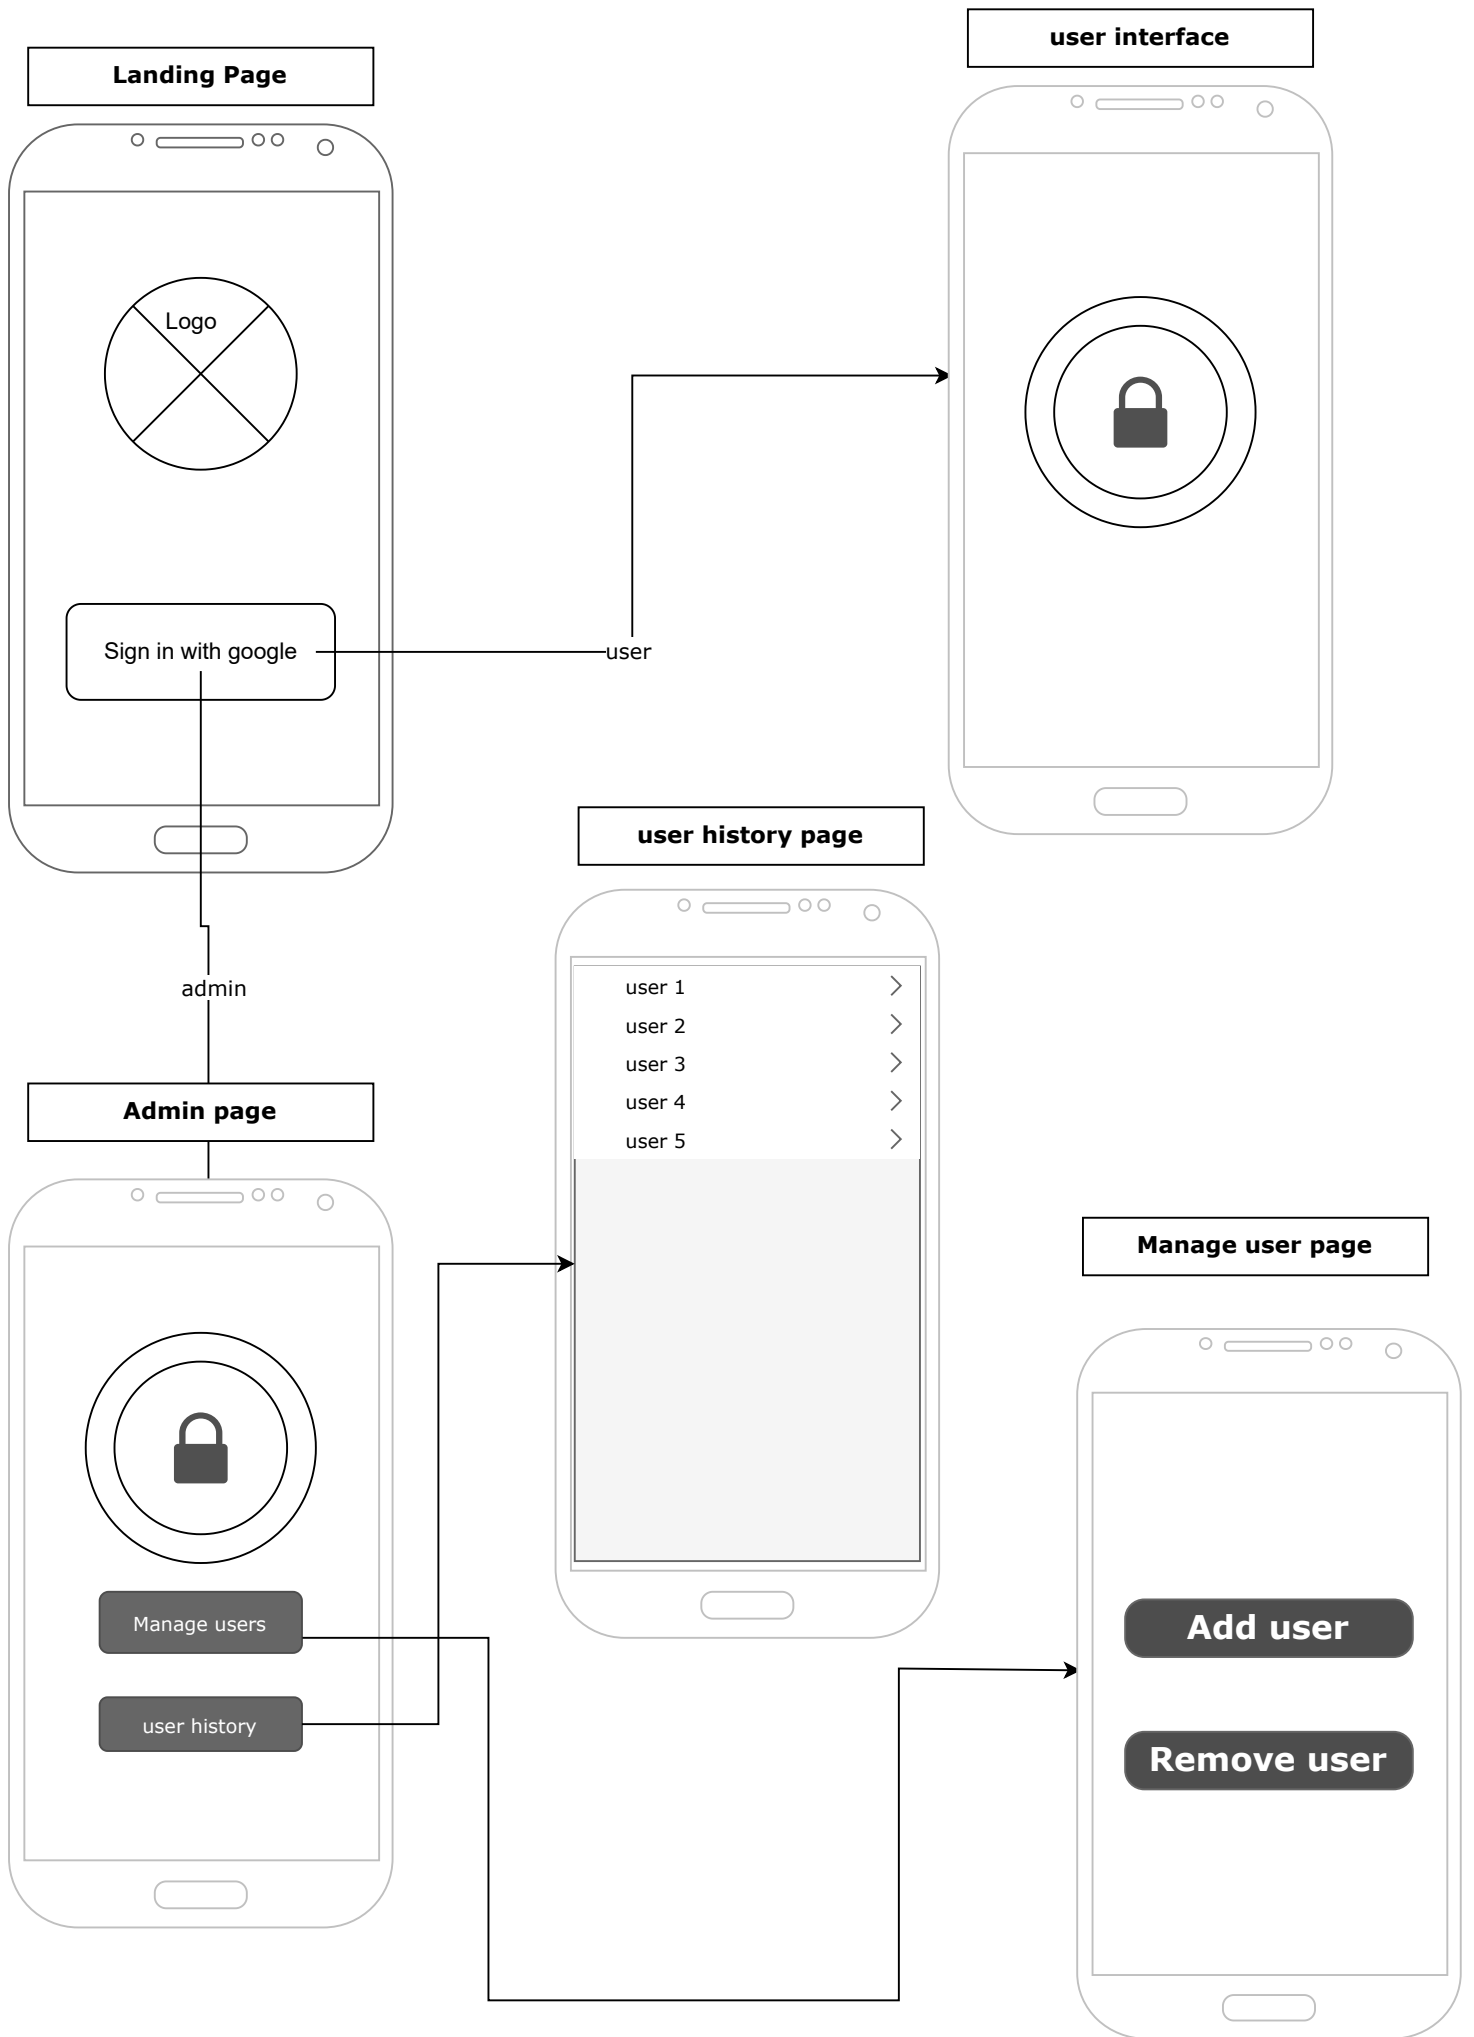 user interface
Landing Page
Logo
Sign in with google
user
user history page
admin
user 1
user 2
user 3
user 4
user 5
Admin page
Manage user page
Manage users
user history
Add user
Remove user